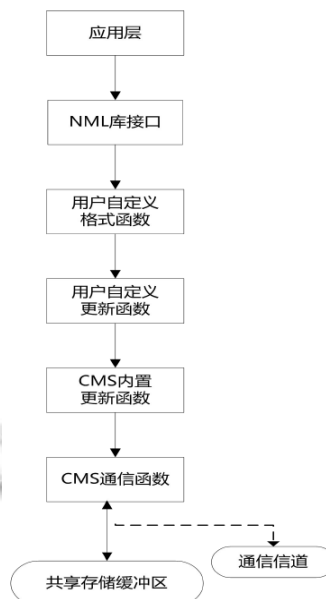 应用层
NML库接口
用户自定义
格式函数
用户自定义
更新函数
CMS内置
更新函数
CMS通信函数
通信信道
共享存储缓冲区